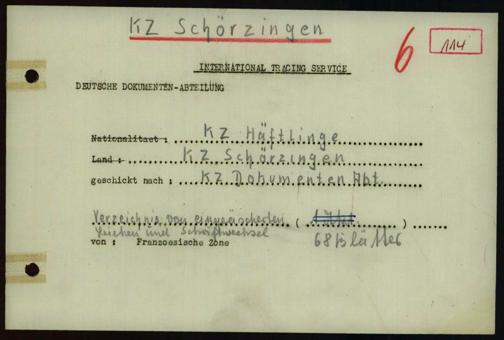 KZ Schörzingen
6
114
INTERNATIONAL TRACING SERVICE
DEUTSCHE DOKUMENTEN-ABTEILUNG
Nationalitaet : KZ Häftlinge
Land : KZ Schörzingen
geschickt nach : KZ Dokumenten Abt.
Verzeichnis von eingeäscherten ( )
Leichen und Schriftwechsel 68 Blätter
von : Franzoesische Zone